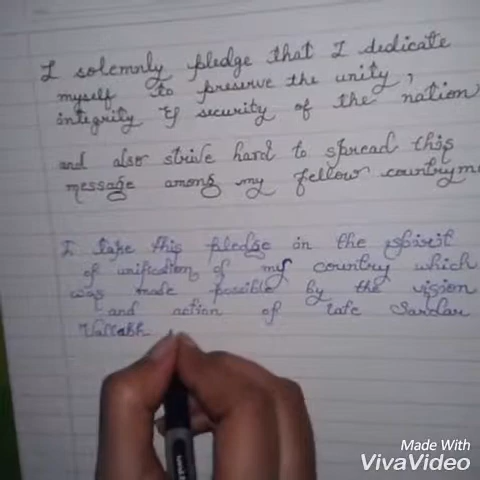 I solemnly pledge that I dedicate
myself to preserve the unity,
integrity & security of the nation
and also strive hard to spread this
message among my fellow countrym
I take this pledge in the spirit
of unification of my country which
was made possible by the vision
and action of late Sardar
Vallabh
Made With
VivaVideo